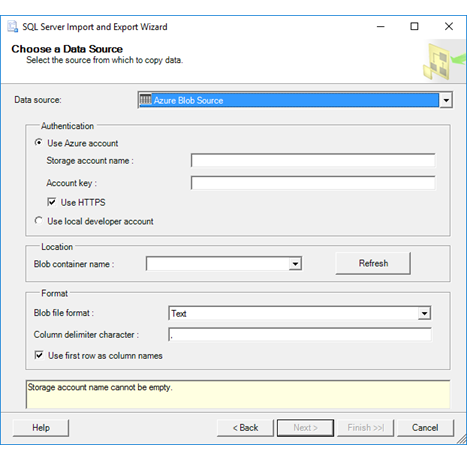 SQL Server Import and Export Wizard
Choose a Data Source
Select the source from which to copy data.
Data source:
Azure Blob Source
Authentication
Use Azure account
Storage account name :
Account key :
Use HTTPS
Use local developer account
Location
Blob container name :
Refresh
Format
Blob file format :
Text
Column delimiter character :
,
Use first row as column names
Storage account name cannot be empty.
Help
< Back
Next >
Finish >>|
Cancel